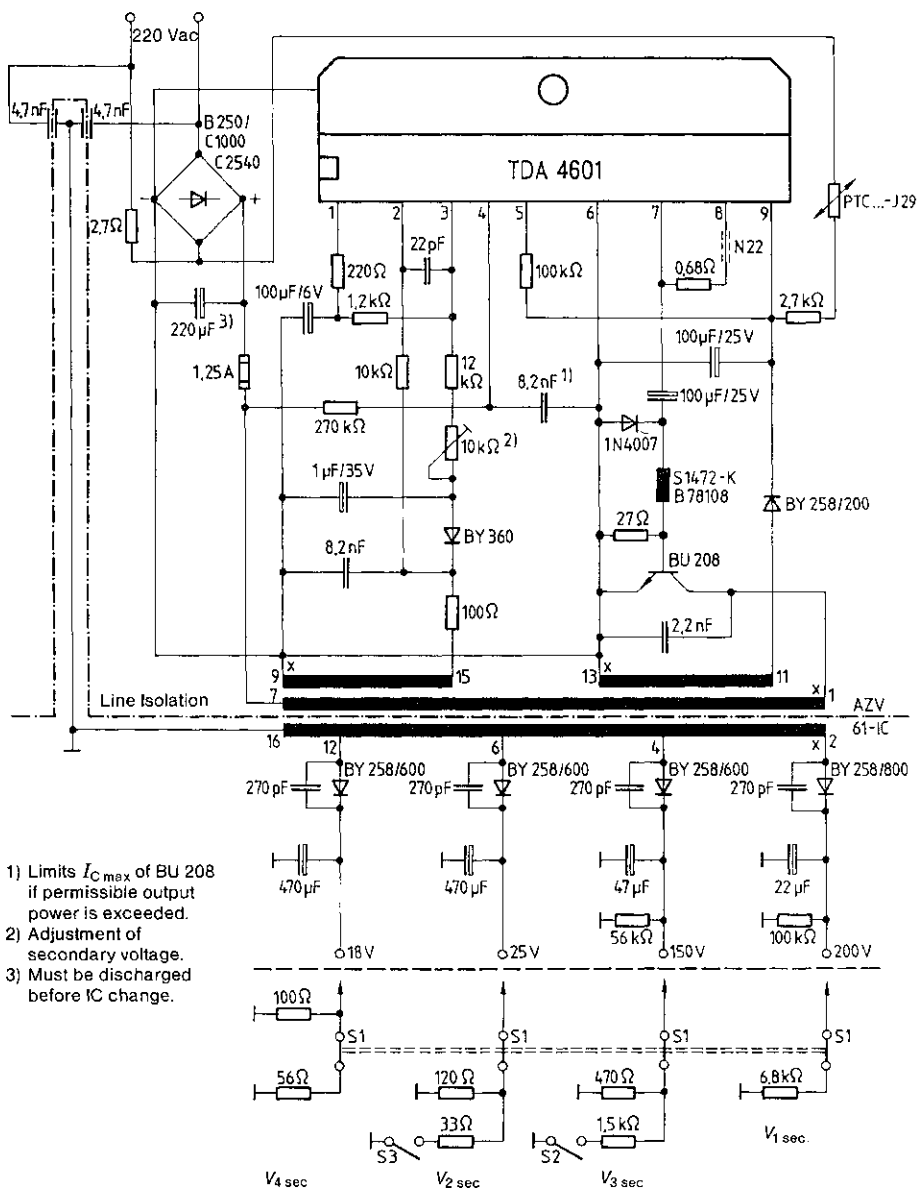 220 Vac
4,7nF
4,7nF
B250/
C1000
C2540
2,7Ω
220µF 3)
1,25A
TDA 4601
1 2 3 4 5 6 7 8 9
PTC...-J29
22pF
N22
220Ω
100kΩ
0,68Ω
100µF/6V
1,2kΩ
2,7kΩ
100µF/25V
10kΩ
12
kΩ
8,2nF 1)
100µF/25V
270kΩ
10kΩ 2)
1N4007
S1472-K
B78108
1µF/35V
BY 258/200
27Ω
BY 360
BU 208
8,2nF
100Ω
2,2nF
x
9
15
x
13
11
7
x
1
Line Isolation
AZV
61-IC
16
12
6
4
x
2
BY 258/600
BY 258/600
BY 258/600
BY 258/800
270pF
270pF
270pF
270pF
470µF
470µF
47µF
22µF
56kΩ
100kΩ
18V
25V
150V
200V
1) Limits IC max of BU 208
if permissible output
power is exceeded.
2) Adjustment of
secondary voltage.
3) Must be discharged
before IC change.
100Ω
S1
S1
S1
S1
56Ω
120Ω
470Ω
6,8kΩ
33Ω
1,5kΩ
S3
S2
V4 sec
V2 sec
V3 sec
V1 sec.